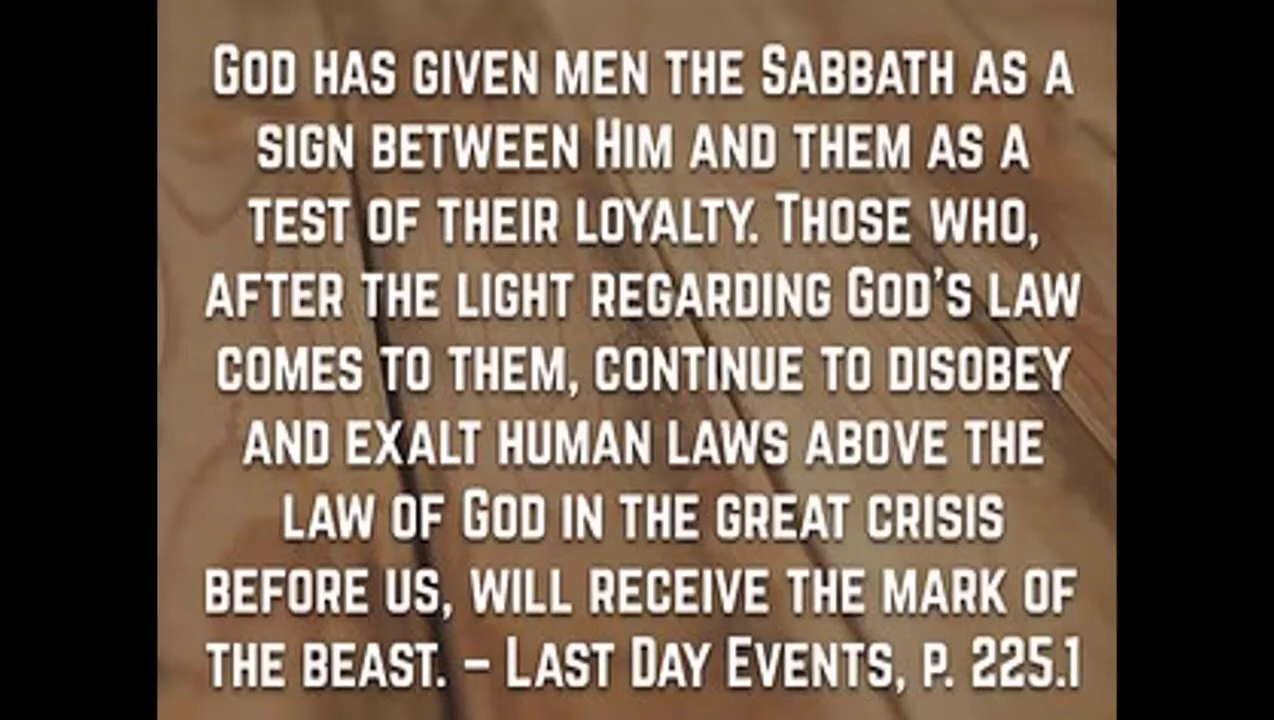 God has given men the Sabbath as a
sign between Him and them as a
test of their loyalty. Those who,
after the light regarding God's law
comes to them, continue to disobey
and exalt human laws above the
law of God in the great crisis
before us, will receive the mark of
the beast. – Last Day Events, p. 225.1